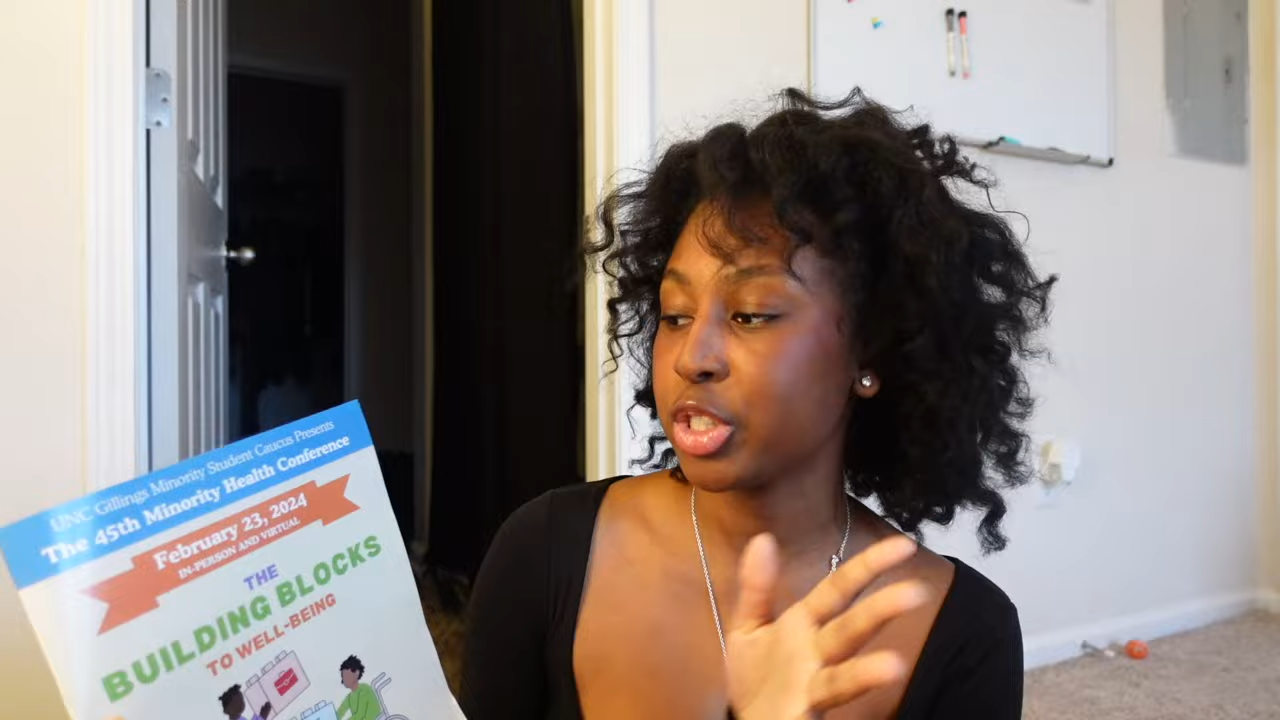 UNC Gillings Minority Student Caucus Presents
The 45th Minority Health Conference
February 23, 2024
IN-PERSON AND VIRTUAL
THE
BUILDING BLOCKS
TO WELL-BEING